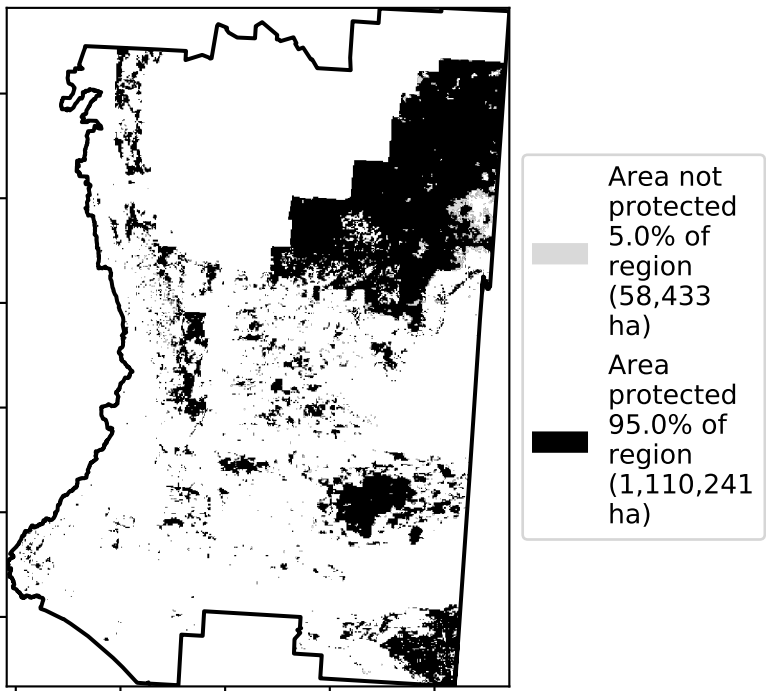 Area not
protected
5.0% of
region
(58,433
ha)
Area
protected
95.0% of
region
(1,110,241
ha)